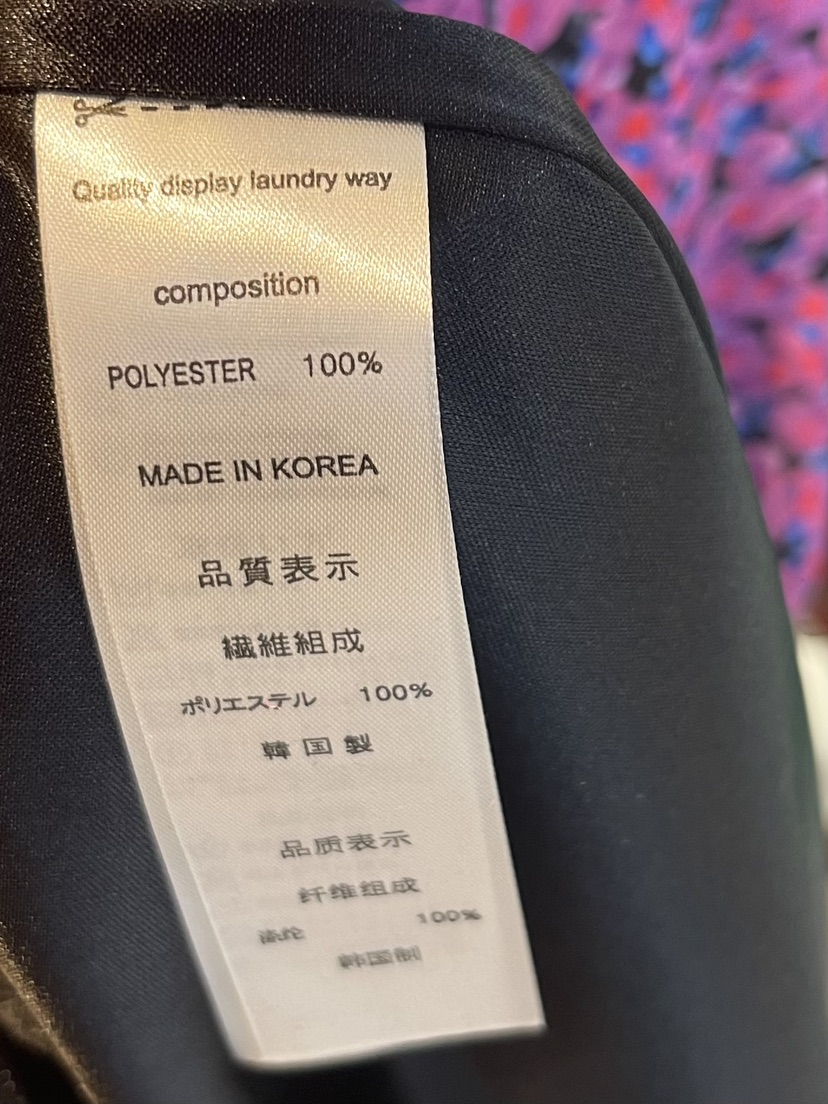 Quality display laundry way
composition
POLYESTER 100%
MADE IN KOREA
品質表示
繊維組成
ポリエステル 100%
韓国製
品质表示
纤维组成
100%
韩国制